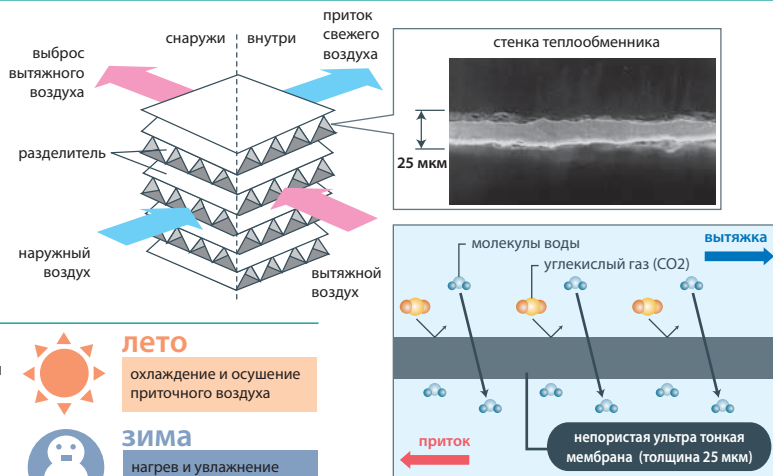 выброс
вытяжного
воздуха
снаружи
внутри
приток
свежего
воздуха
разделитель
наружный
воздух
вытяжной
воздух
стенка теплообменника
25 мкм
молекулы воды
углекислый газ (CO2)
вытяжка
приток
непористая ультра тонкая
мембрана (толщина 25 мкм)
лето
охлаждение и осушение
приточного воздуха
зима
нагрев и увлажнение